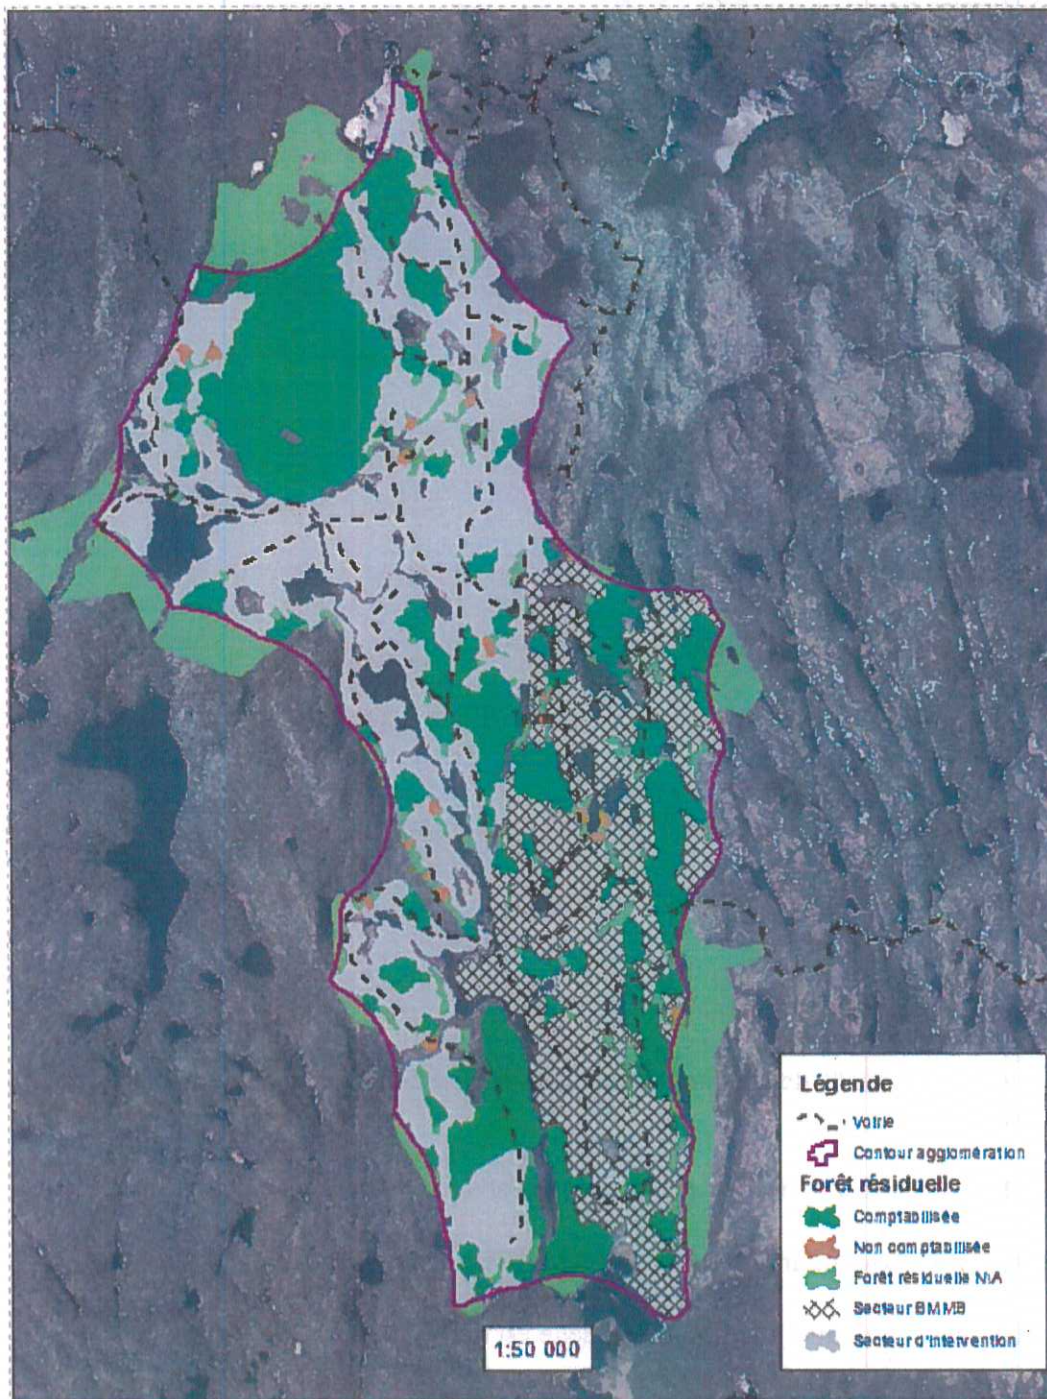 1:50 000
Légende
Voirie
Contour agglomération
Forêt résiduelle
Comptabilisée
Non comptabilisée
Forêt résiduelle N\A
Secteur BMMB
Secteur d'intervention